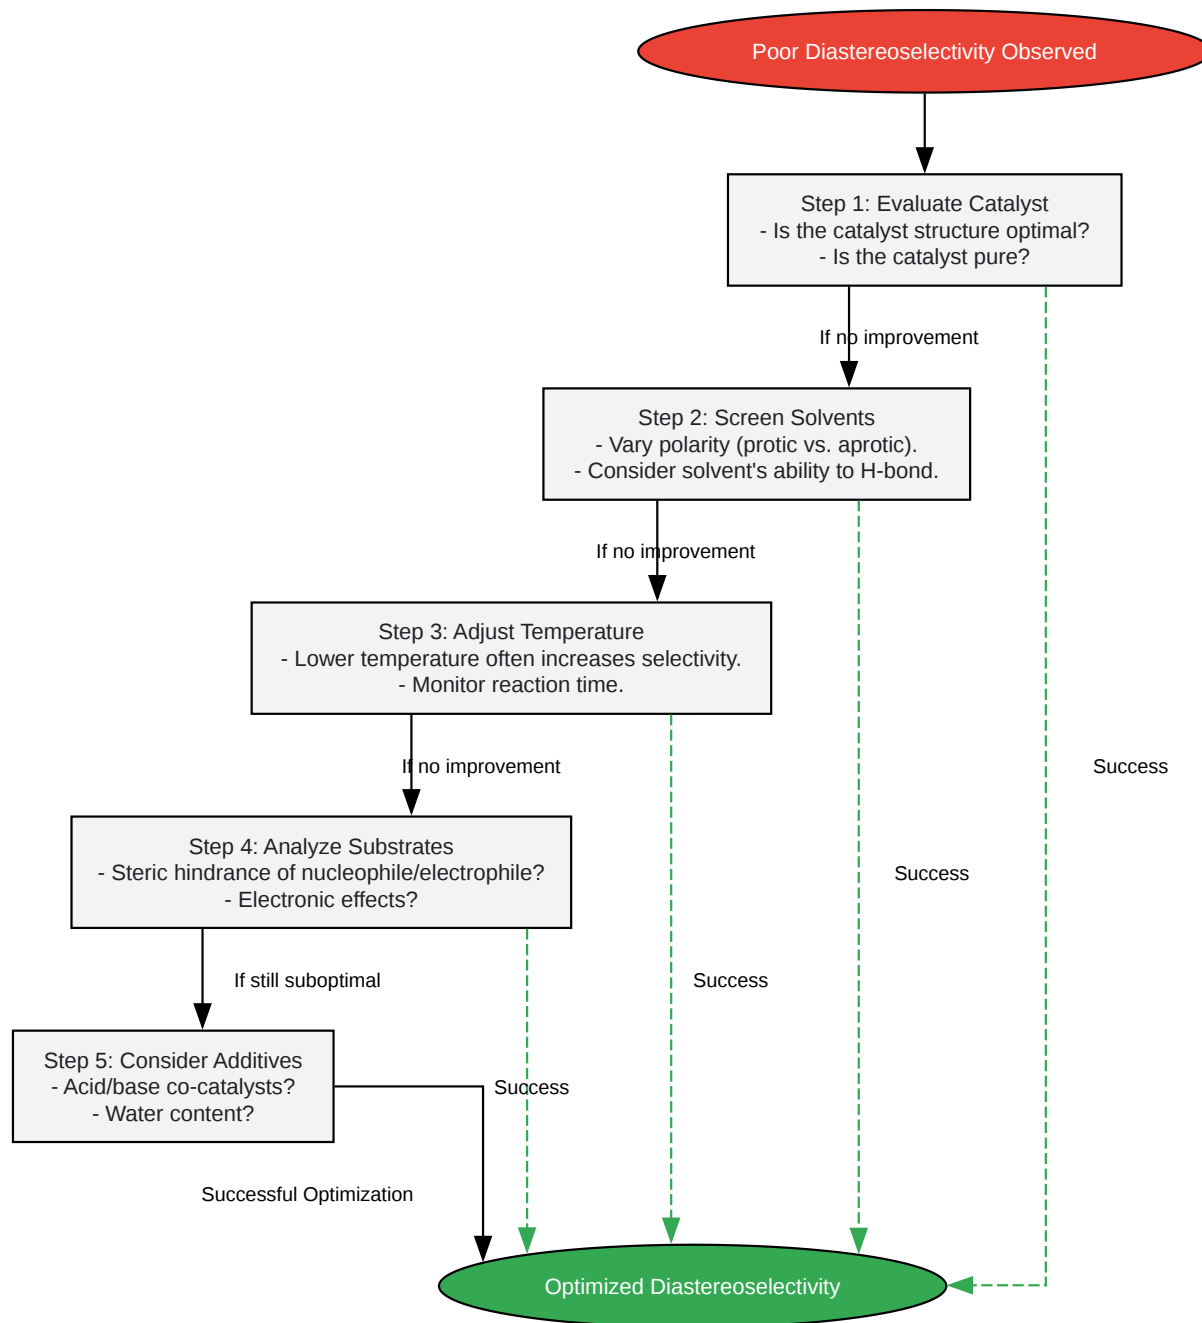 Poor Diastereoselectivity Observed
Step 1: Evaluate Catalyst
- Is the catalyst structure optimal?
- Is the catalyst pure?
If no improvement
Step 2: Screen Solvents
- Vary polarity (protic vs. aprotic).
- Consider solvent's ability to H-bond.
If no improvement
Step 3: Adjust Temperature
- Lower temperature often increases selectivity.
- Monitor reaction time.
If no improvement
Success
Step 4: Analyze Substrates
- Steric hindrance of nucleophile/electrophile?
- Electronic effects?
Success
If still suboptimal
Success
Step 5: Consider Additives
- Acid/base co-catalysts?
- Water content?
Success
Successful Optimization
Optimized Diastereoselectivity